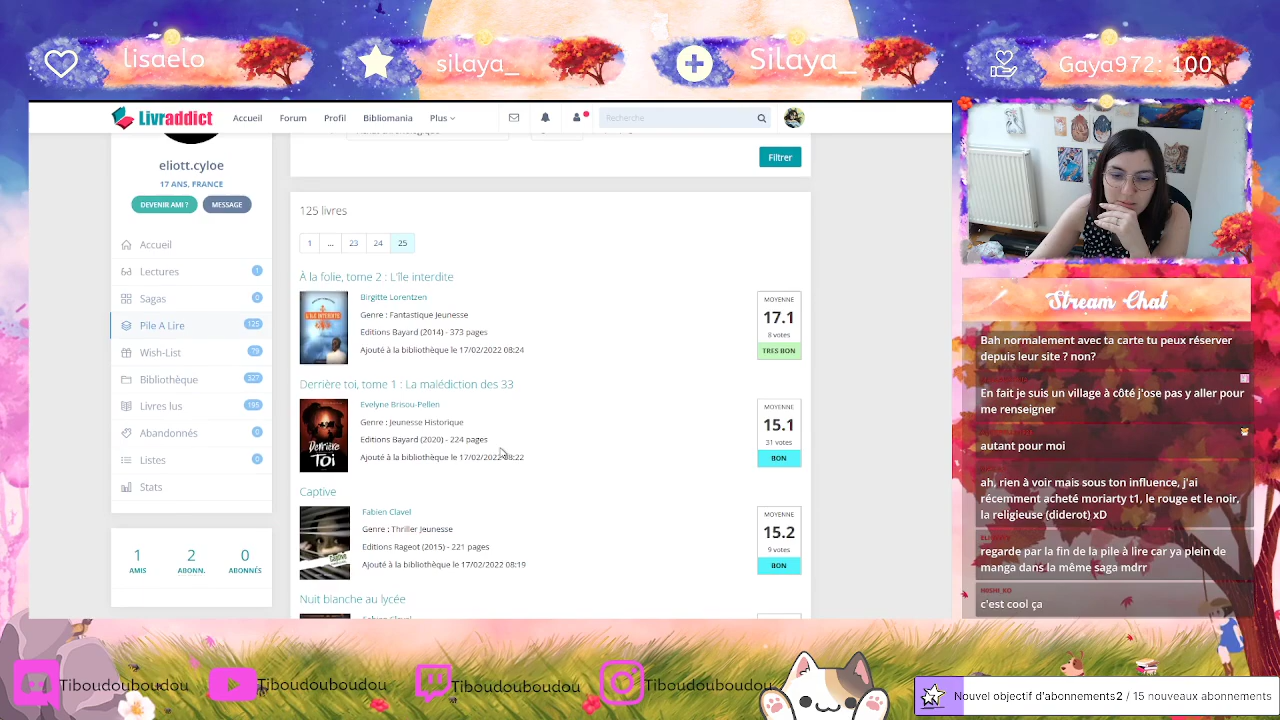 lisaelo
silaya_
Silaya_
Gaya972: 100
Livraddict
Accueil
Forum
Profil
Bibliomania
Plus
Recherche
eliott.cyloe
17 ANS, FRANCE
DEVENIR AMI ?
MESSAGE
Accueil
Lectures 1
Sagas 0
Pile A Lire 125
Wish-List 79
Bibliothèque 327
Livres lus 195
Abandonnés 0
Listes 0
Stats
1 2 0
AMIS ABONN. ABONNÉS
Filtrer
125 livres
1 ... 23 24 25
À la folie, tome 2 : L'île interdite
Birgitte Lorentzen
Genre : Fantastique Jeunesse
Editions Bayard (2014) - 373 pages
Ajouté à la bibliothèque le 17/02/2022 08:24
MOYENNE
17.1
8 votes
TRES BON
Derrière toi, tome 1 : La malédiction des 33
Evelyne Brisou-Pellen
Genre : Jeunesse Historique
Editions Bayard (2020) - 224 pages
Ajouté à la bibliothèque le 17/02/2022 08:22
Derrière
TOI
MOYENNE
15.1
31 votes
BON
Captive
Fabien Clavel
Genre : Thriller Jeunesse
Editions Rageot (2015) - 221 pages
Ajouté à la bibliothèque le 17/02/2022 08:19
MOYENNE
15.2
9 votes
BON
Nuit blanche au lycée
Stream Chat
Bah normalement avec ta carte tu peux réserver
depuis leur site ? non?
En fait je suis un village à côté j'ose pas y aller pour
me renseigner
autant pour moi
ah, rien à voir mais sous ton influence, j'ai
récemment acheté moriarty t1, le rouge et le noir,
la religieuse (diderot) xD
regarde par la fin de la pile à lire car ya plein de
manga dans la même saga mdrr
c'est cool ça
Tiboudouboudou
Tiboudouboudou
Tiboudouboudou
Tiboudouboudou
Nouvel objectif d'abonnements2 / 15 nouveaux abonnements